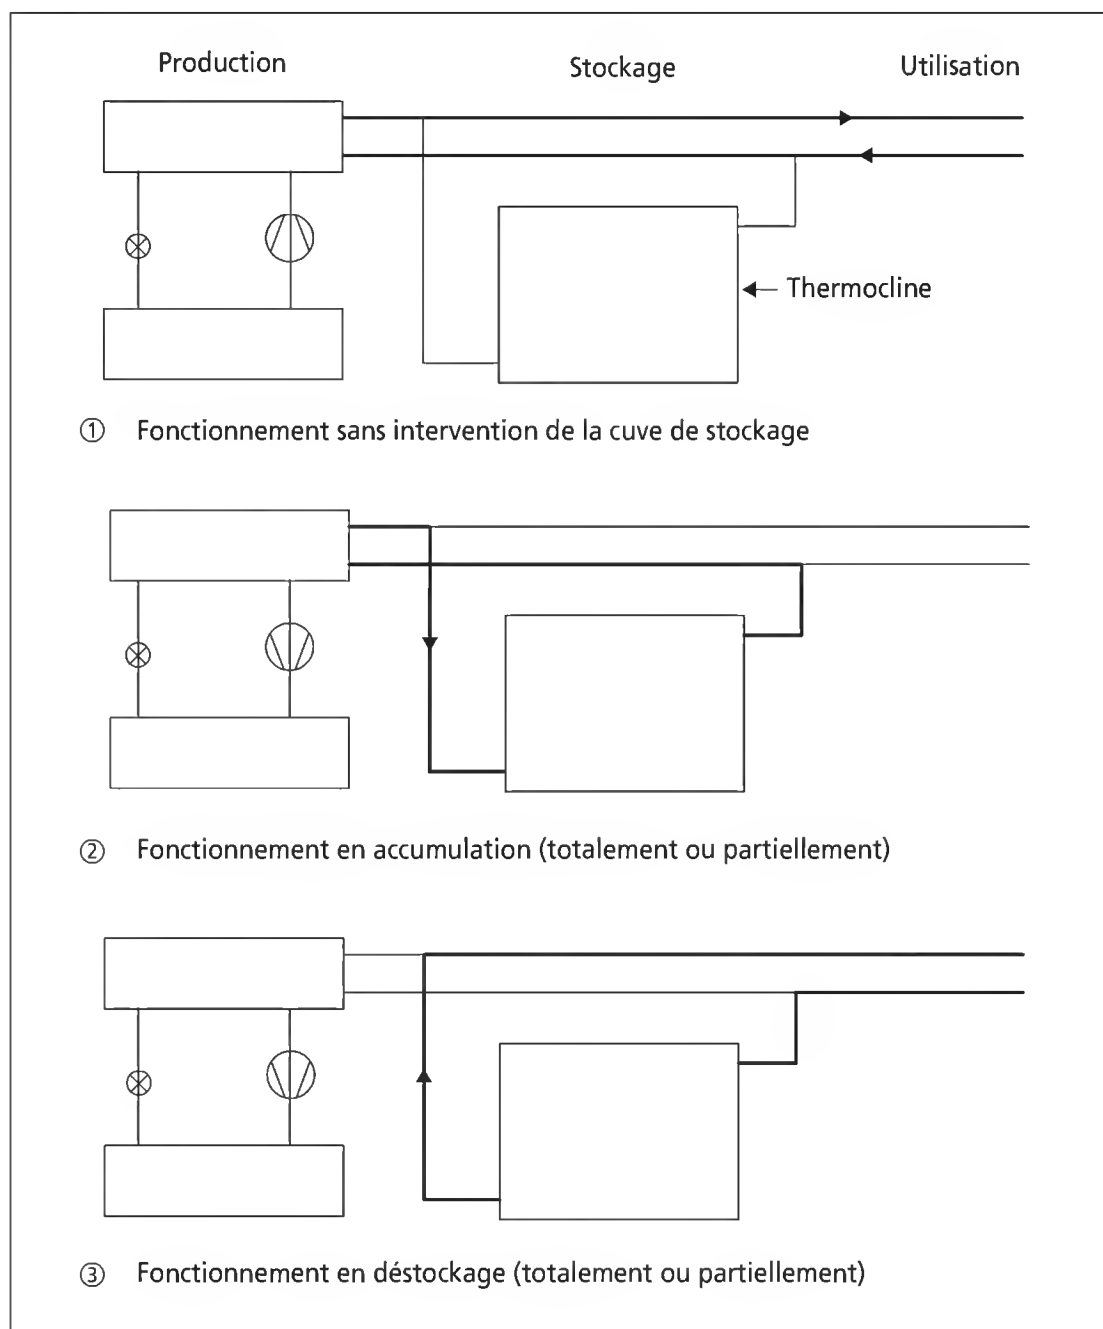 Production
Stockage
Utilisation
Thermocline
① Fonctionnement sans intervention de la cuve de stockage
② Fonctionnement en accumulation (totalement ou partiellement)
③ Fonctionnement en déstockage (totalement ou partiellement)